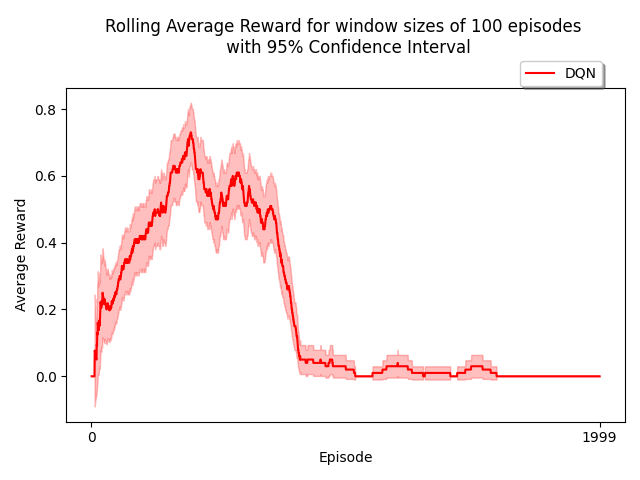 Rolling Average Reward for window sizes of 100 episodes
with 95% Confidence Interval
DQN
0.8
0.6
0.4
0.2
0.0
Average Reward
0
1999
Episode